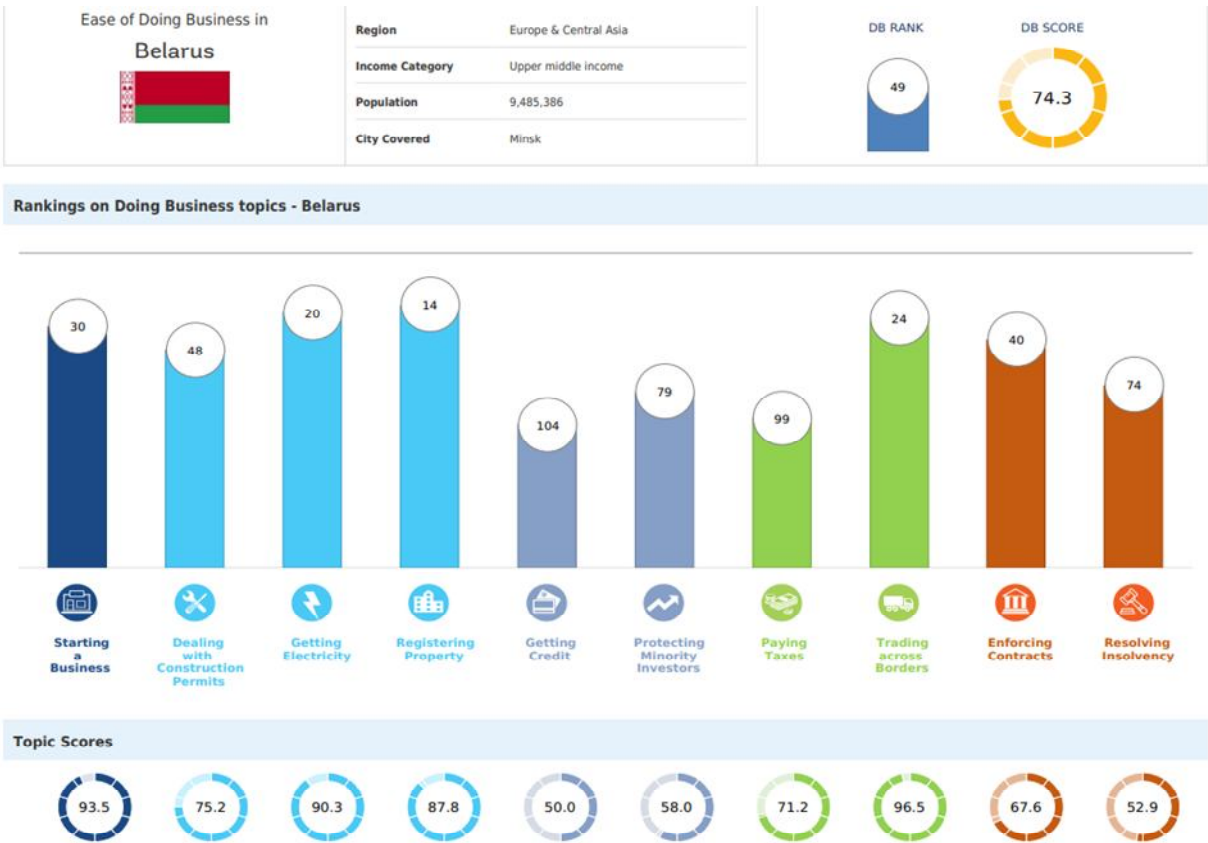 Ease of Doing Business in
Belarus
Region Europe & Central Asia
Income Category Upper middle income
Population 9,485,386
City Covered Minsk
DB RANK DB SCORE
49 74.3
Rankings on Doing Business topics - Belarus
30 48 20 14 104 79 99 24 40 74
Starting
a
Business
Dealing
with
Construction
Permits
Getting
Electricity
Registering
Property
Getting
Credit
Protecting
Minority
Investors
Paying
Taxes
Trading
across
Borders
Enforcing
Contracts
Resolving
Insolvency
Topic Scores
93.5 75.2 90.3 87.8 50.0 58.0 71.2 96.5 67.6 52.9